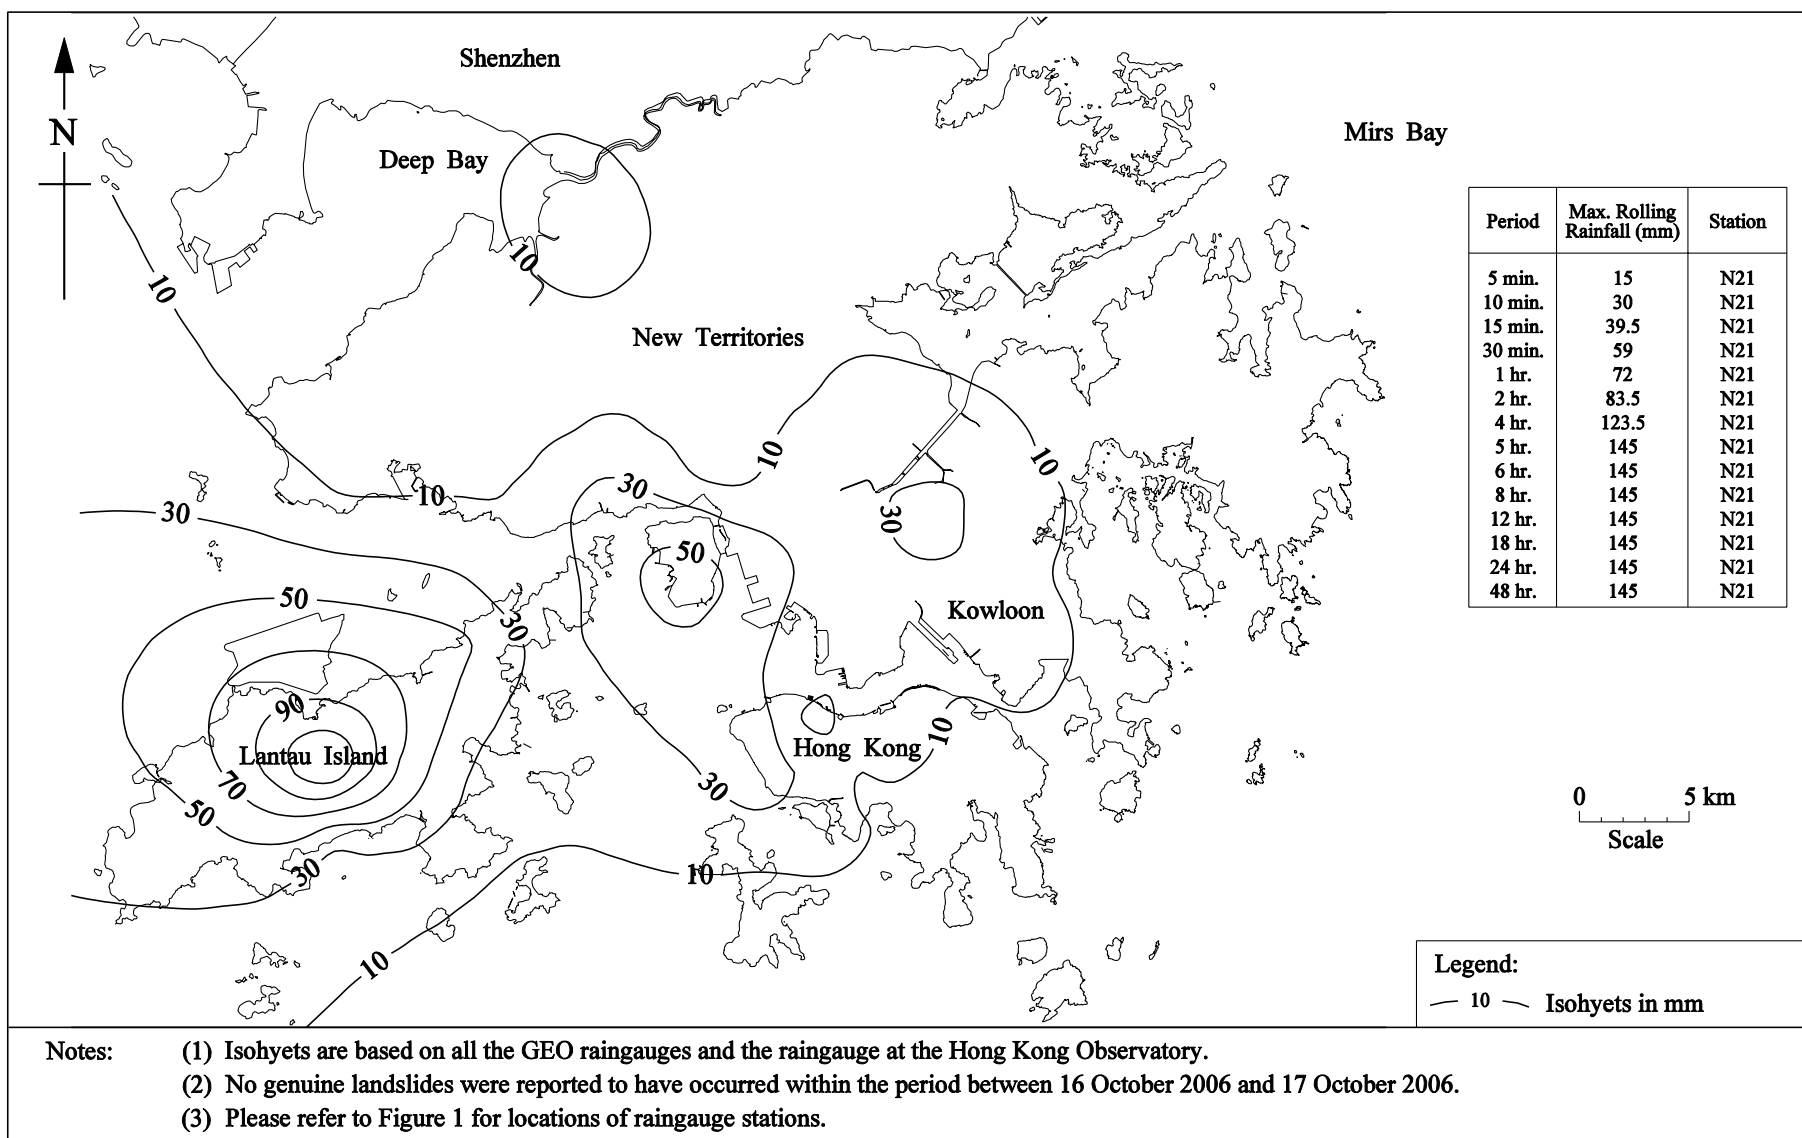 Shenzhen
N
Deep Bay
Mirs Bay
10
10
New Territories
Period Max. Rolling Rainfall (mm) Station
5 min. 15 N21
10 min. 30 N21
15 min. 39.5 N21
30 min. 59 N21
1 hr. 72 N21
2 hr. 83.5 N21
4 hr. 123.5 N21
5 hr. 145 N21
6 hr. 145 N21
8 hr. 145 N21
12 hr. 145 N21
18 hr. 145 N21
24 hr. 145 N21
48 hr. 145 N21
10
10
10
30
30
30
50
50
30
Kowloon
90
Lantau Island
Hong Kong
10
70
30
50
30
10
10
0 5 km
Scale
Legend:
10 Isohyets in mm
Notes: (1) Isohyets are based on all the GEO raingauges and the raingauge at the Hong Kong Observatory.
(2) No genuine landslides were reported to have occurred within the period between 16 October 2006 and 17 October 2006.
(3) Please refer to Figure 1 for locations of raingauge stations.